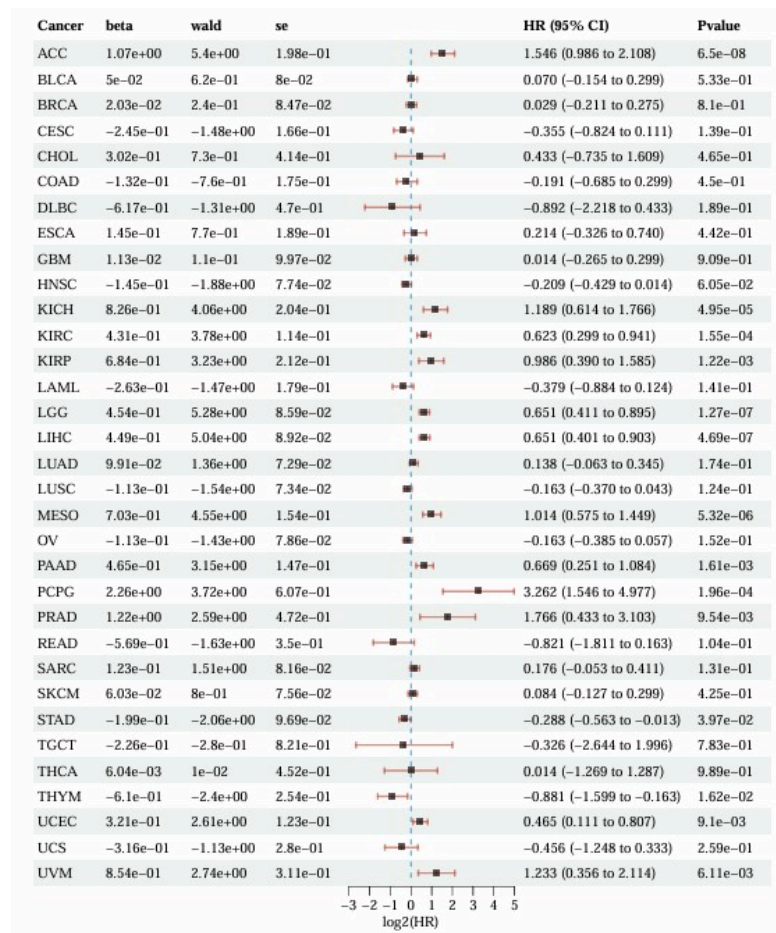 Cancer beta wald se HR (95% CI) Pvalue
ACC 1.07e+00 5.4e+00 1.98e−01 1.546 (0.986 to 2.108) 6.5e−08
BLCA 5e−02 6.2e−01 8e−02 0.070 (−0.154 to 0.299) 5.33e−01
BRCA 2.03e−02 2.4e−01 8.47e−02 0.029 (−0.211 to 0.275) 8.1e−01
CESC −2.45e−01 −1.48e+00 1.66e−01 −0.355 (−0.824 to 0.111) 1.39e−01
CHOL 3.02e−01 7.3e−01 4.14e−01 0.433 (−0.735 to 1.609) 4.65e−01
COAD −1.32e−01 −7.6e−01 1.75e−01 −0.191 (−0.685 to 0.299) 4.5e−01
DLBC −6.17e−01 −1.31e+00 4.7e−01 −0.892 (−2.218 to 0.433) 1.89e−01
ESCA 1.45e−01 7.7e−01 1.89e−01 0.214 (−0.326 to 0.740) 4.42e−01
GBM 1.13e−02 1.1e−01 9.97e−02 0.014 (−0.265 to 0.299) 9.09e−01
HNSC −1.45e−01 −1.88e+00 7.74e−02 −0.209 (−0.429 to 0.014) 6.05e−02
KICH 8.26e−01 4.06e+00 2.04e−01 1.189 (0.614 to 1.766) 4.95e−05
KIRC 4.31e−01 3.78e+00 1.14e−01 0.623 (0.299 to 0.941) 1.55e−04
KIRP 6.84e−01 3.23e+00 2.12e−01 0.986 (0.390 to 1.585) 1.22e−03
LAML −2.63e−01 −1.47e+00 1.79e−01 −0.379 (−0.884 to 0.124) 1.41e−01
LGG 4.54e−01 5.28e+00 8.59e−02 0.651 (0.411 to 0.895) 1.27e−07
LIHC 4.49e−01 5.04e+00 8.92e−02 0.651 (0.401 to 0.903) 4.69e−07
LUAD 9.91e−02 1.36e+00 7.29e−02 0.138 (−0.063 to 0.345) 1.74e−01
LUSC −1.13e−01 −1.54e+00 7.34e−02 −0.163 (−0.370 to 0.043) 1.24e−01
MESO 7.03e−01 4.55e+00 1.54e−01 1.014 (0.575 to 1.449) 5.32e−06
OV −1.13e−01 −1.43e+00 7.86e−02 −0.163 (−0.385 to 0.057) 1.52e−01
PAAD 4.65e−01 3.15e+00 1.47e−01 0.669 (0.251 to 1.084) 1.61e−03
PCPG 2.26e+00 3.72e+00 6.07e−01 3.262 (1.546 to 4.977) 1.96e−04
PRAD 1.22e+00 2.59e+00 4.72e−01 1.766 (0.433 to 3.103) 9.54e−03
READ −5.69e−01 −1.63e+00 3.5e−01 −0.821 (−1.811 to 0.163) 1.04e−01
SARC 1.23e−01 1.51e+00 8.16e−02 0.176 (−0.053 to 0.411) 1.31e−01
SKCM 6.03e−02 8e−01 7.56e−02 0.084 (−0.127 to 0.299) 4.25e−01
STAD −1.99e−01 −2.06e+00 9.69e−02 −0.288 (−0.563 to −0.013) 3.97e−02
TGCT −2.26e−01 −2.8e−01 8.21e−01 −0.326 (−2.644 to 1.996) 7.83e−01
THCA 6.04e−03 1e−02 4.52e−01 0.014 (−1.269 to 1.287) 9.89e−01
THYM −6.1e−01 −2.4e+00 2.54e−01 −0.881 (−1.599 to −0.163) 1.62e−02
UCEC 3.21e−01 2.61e+00 1.23e−01 0.465 (0.111 to 0.807) 9.1e−03
UCS −3.16e−01 −1.13e+00 2.8e−01 −0.456 (−1.248 to 0.333) 2.59e−01
UVM 8.54e−01 2.74e+00 3.11e−01 1.233 (0.356 to 2.114) 6.11e−03
−3 −2 −1 0 1 2 3 4 5
log2(HR)